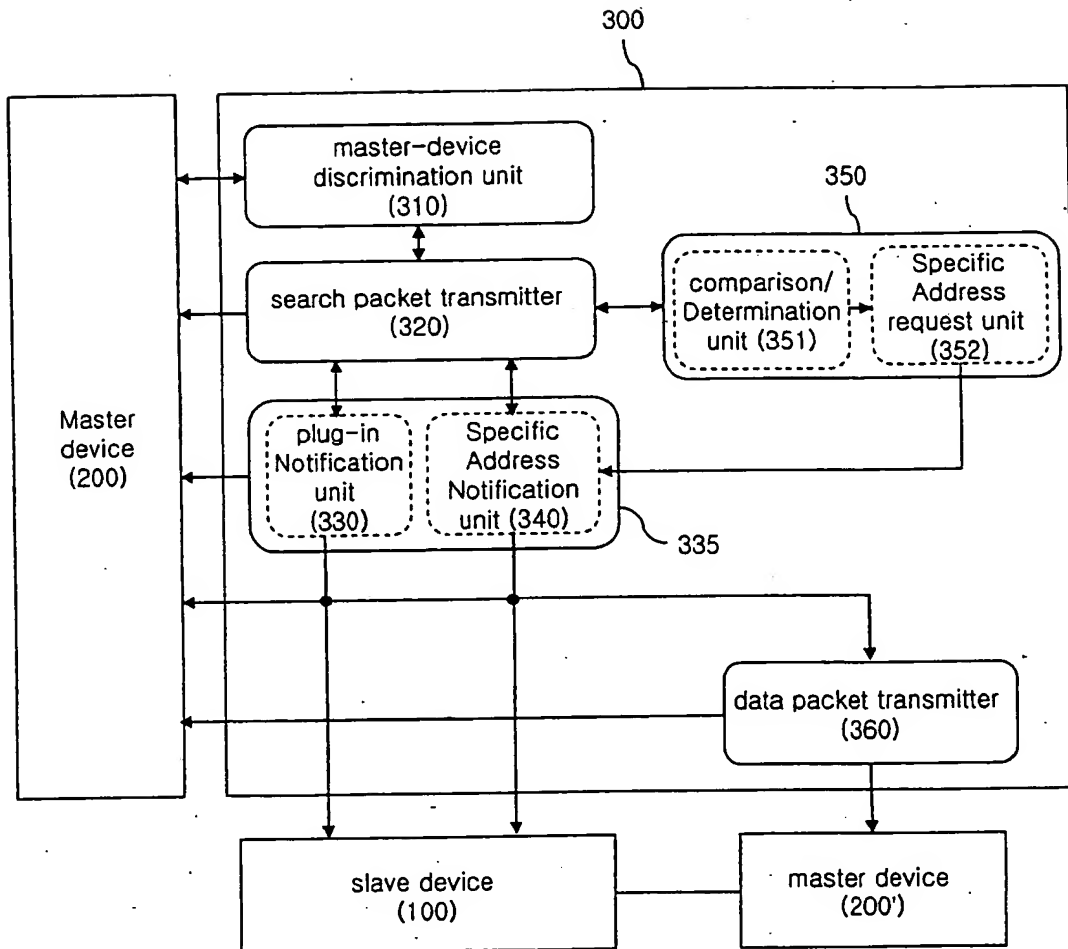 300
master-device
discrimination unit
(310)
350
search packet transmitter
(320)
comparison/
Determination
unit (351)
Specific
Address
request unit
(352)
Master
device
(200)
plug-in
Notification
unit
(330)
Specific
Address
Notification
unit (340)
335
data packet transmitter
(360)
slave device
(100)
master device
(200')